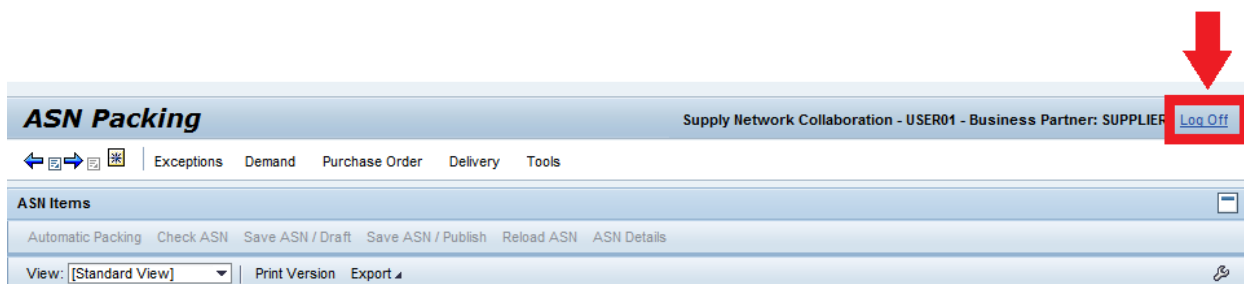 ASN Packing
Supply Network Collaboration - USER01 - Business Partner: SUPPLIER Log Off
Exceptions Demand Purchase Order Delivery Tools
ASN Items
Automatic Packing Check ASN Save ASN / Draft Save ASN / Publish Reload ASN ASN Details
View: [Standard View] Print Version Export